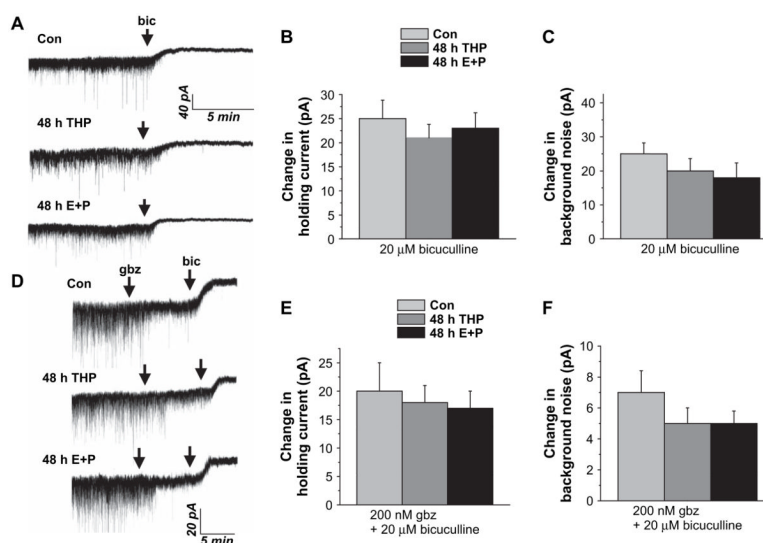 A
Con
bic
40 pA
5 min
48 h THP
48 h E+P
B
Con
48 h THP
48 h E+P
Change in
holding current (pA)
30
25
20
15
10
5
0
20 µM bicuculline
C
Change in
background noise (pA)
40
30
20
10
0
20 µM bicuculline
D
Con
gbz
bic
48 h THP
48 h E+P
20 pA
5 min
E
Con
48 h THP
48 h E+P
Change in
holding current (pA)
25
20
15
10
5
0
200 nM gbz
+ 20 µM bicuculline
F
Change in
background noise (pA)
10
8
6
4
2
0
200 nM gbz
+ 20 µM bicuculline